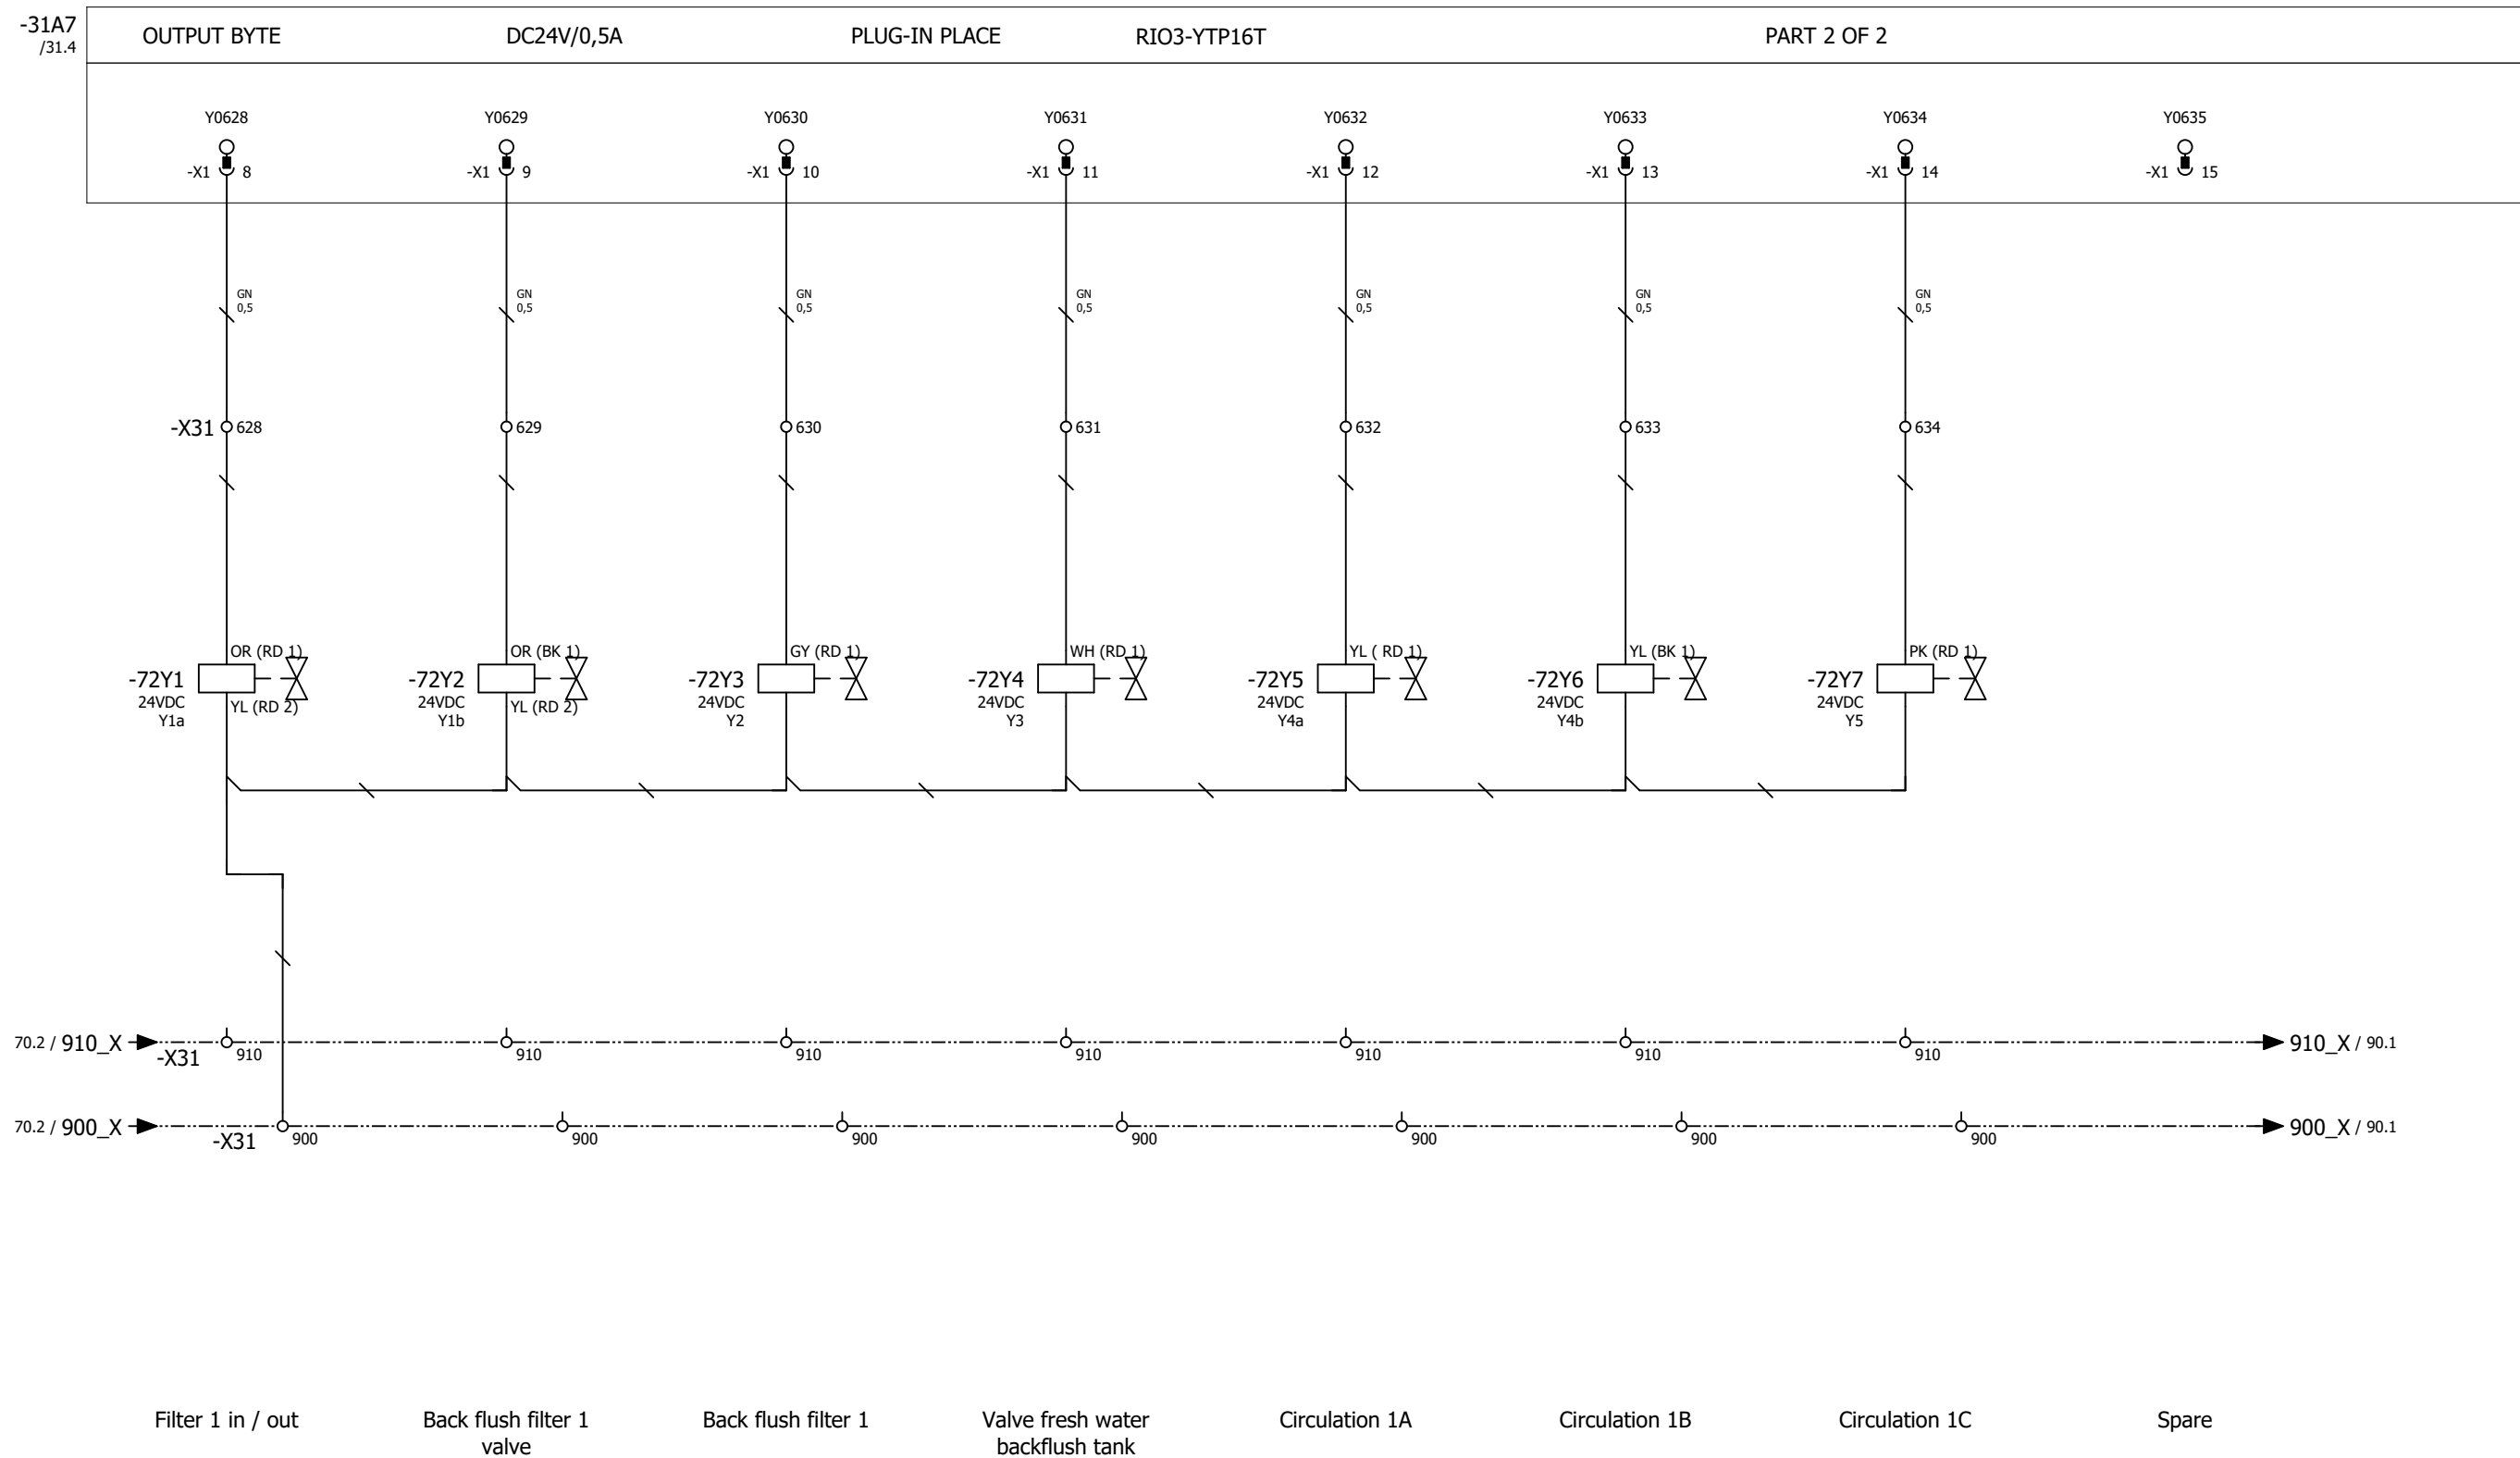 -31A7
/31.4
OUTPUT BYTE DC24V/0,5A PLUG-IN PLACE RIO3-YTP16T PART 2 OF 2
Y0628 Y0629 Y0630 Y0631 Y0632 Y0633 Y0634 Y0635
-X1 8 -X1 9 -X1 10 -X1 11 -X1 12 -X1 13 -X1 14 -X1 15
GN GN GN GN GN GN GN
0,5 0,5 0,5 0,5 0,5 0,5 0,5
-X31 628 629 630 631 632 633 634
OR (RD 1) OR (BK 1) GY (RD 1) WH (RD 1) YL ( RD 1) YL (BK 1) PK (RD 1)
-72Y1 -72Y2 -72Y3 -72Y4 -72Y5 -72Y6 -72Y7
24VDC 24VDC 24VDC 24VDC 24VDC 24VDC 24VDC
YL (RD 2) YL (RD 2)
Y1a Y1b Y2 Y3 Y4a Y4b Y5
70.2 / 910_X 910_X / 90.1
-X31 910 910 910 910 910 910 910
70.2 / 900_X 900_X / 90.1
-X31 900 900 900 900 900 900 900
Filter 1 in / out Back flush filter 1 Back flush filter 1 Valve fresh water Circulation 1A Circulation 1B Circulation 1C Spare
valve backflush tank